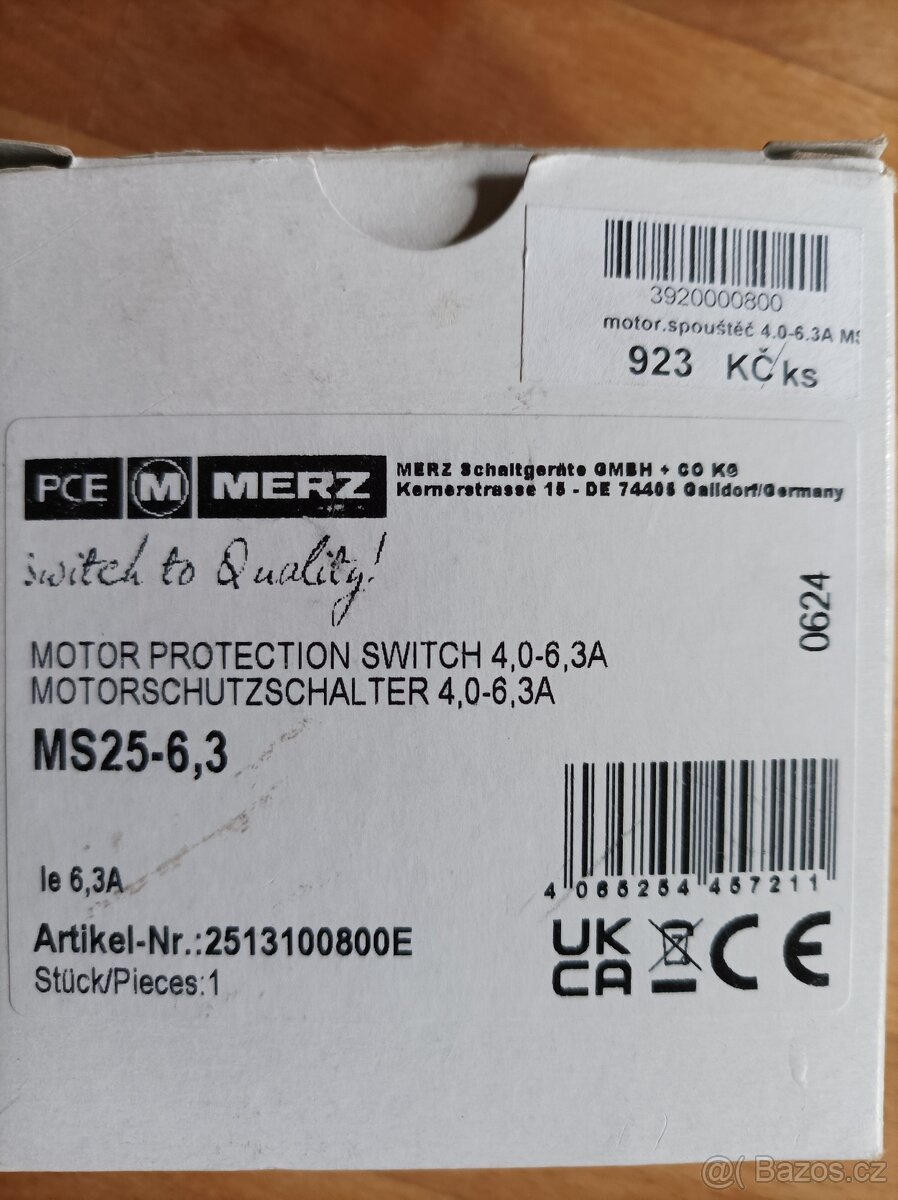 3920000800
motor.spouštěč 4.0-6.3A MS
923 KČ/ks
PCE M MERZ
MERZ Schaltgeräte GMBH + CO KG
Kernerstrasse 15 - DE 74405 Gaildorf/Germany
switch to Quality!
0624
MOTOR PROTECTION SWITCH 4,0-6,3A
MOTORSCHUTZSCHALTER 4,0-6,3A
MS25-6,3
Ie 6,3A
4 065254 457211
Artikel-Nr.:2513100800E
Stück/Pieces:1
UK
CA
CE
@( Bazos.cz